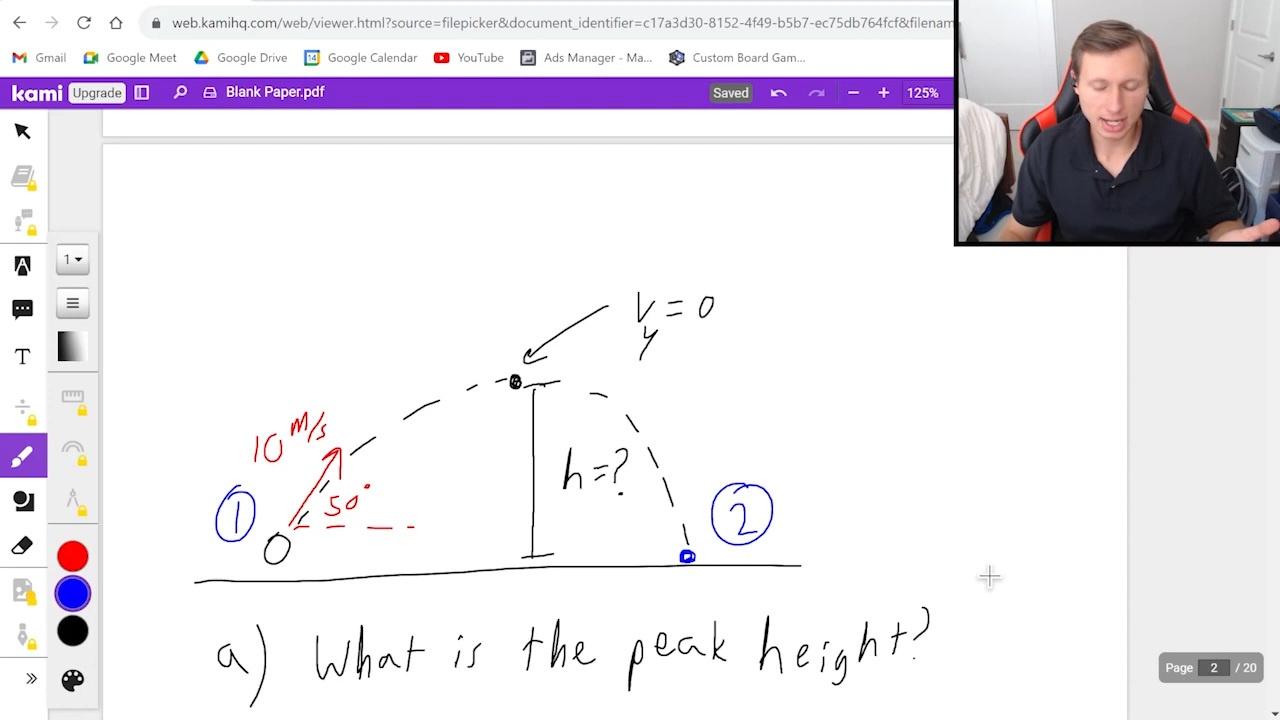 web.kamihq.com/web/viewer.html?source=filepicker&document_identifier=c17a3d30-8152-4f49-b5b7-ec75db764fcf&filenam
Gmail Google Meet Google Drive Google Calendar YouTube Ads Manager - Ma... Custom Board Gam...
kami Upgrade Blank Paper.pdf Saved 125%
1
T
V_y = 0
10 m/s
50°
h = ?
1
2
a) What is the peak height?
Page 2 / 20